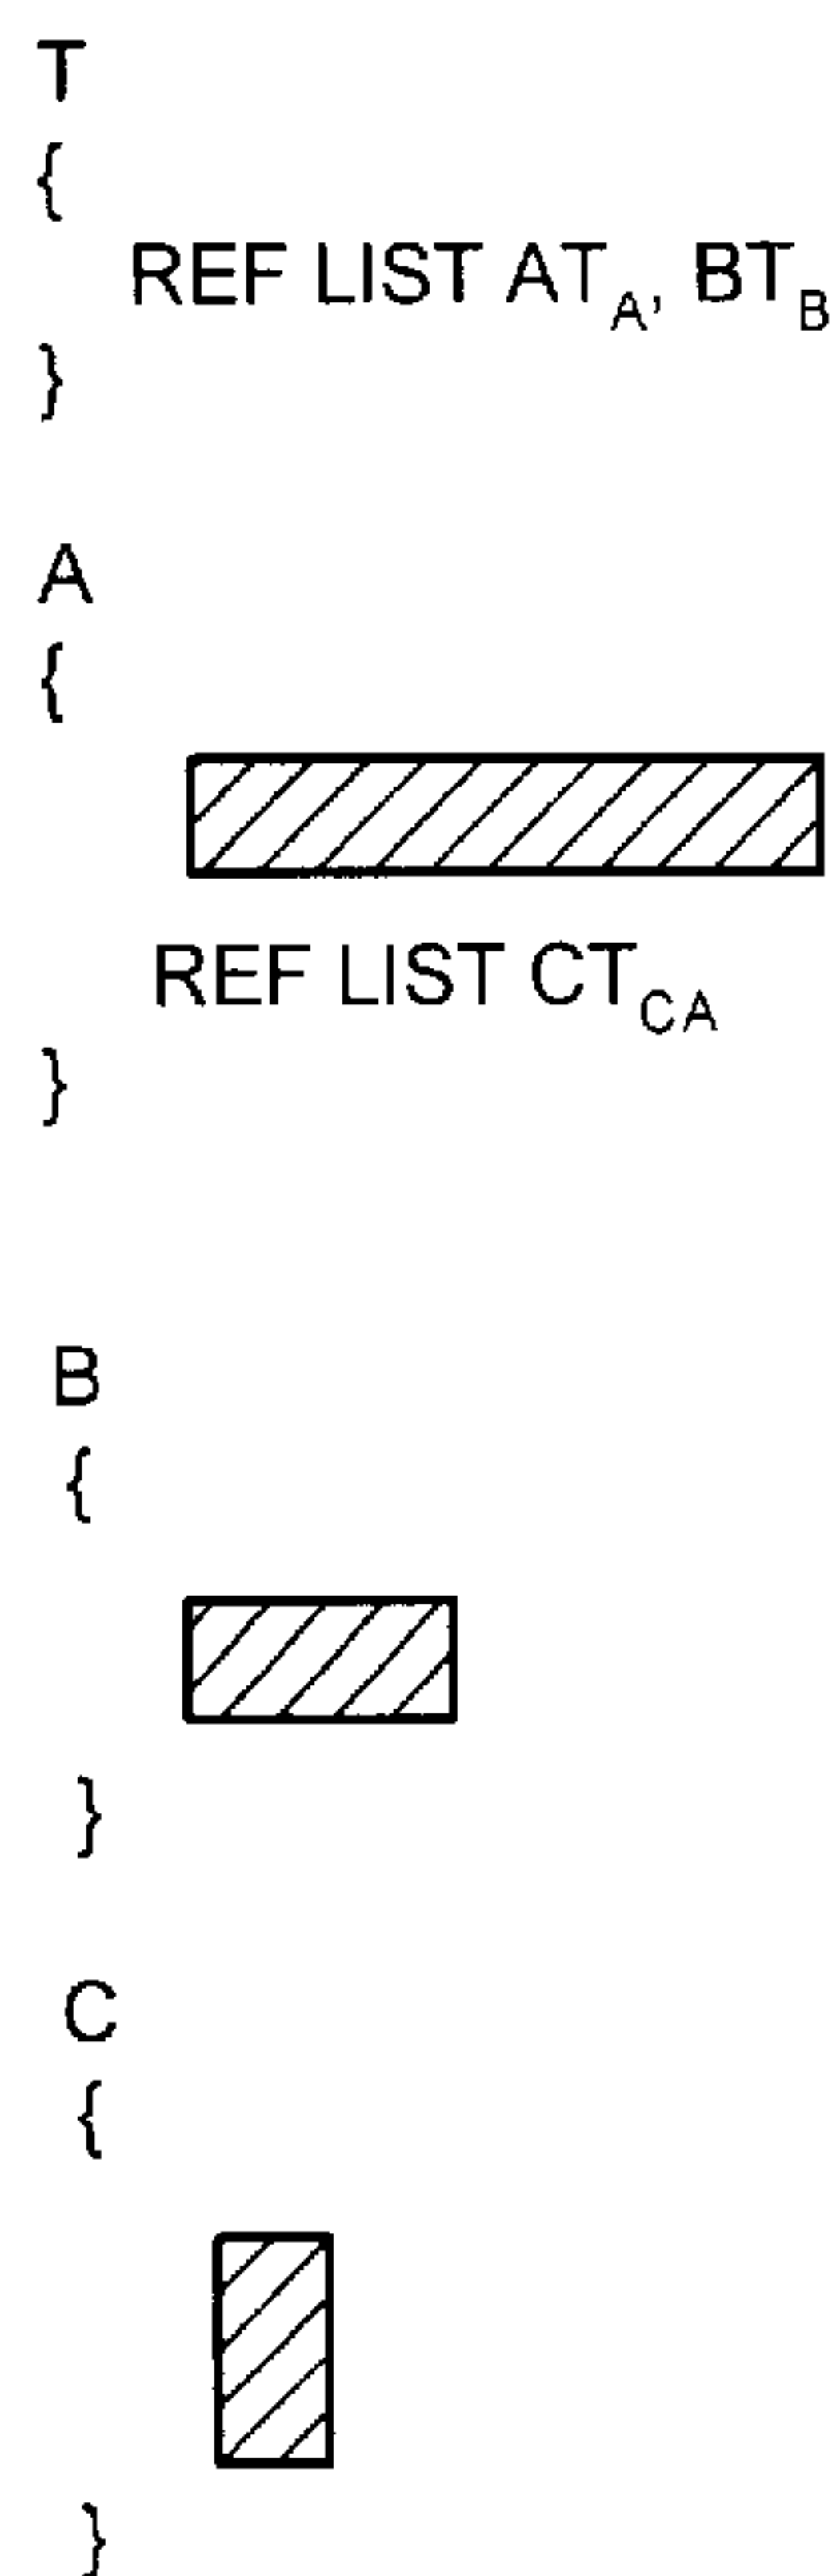 T
{
REF LIST AT_A, BT_B
}
A
{
REF LIST CT_CA
}
B
{
}
C
{
}